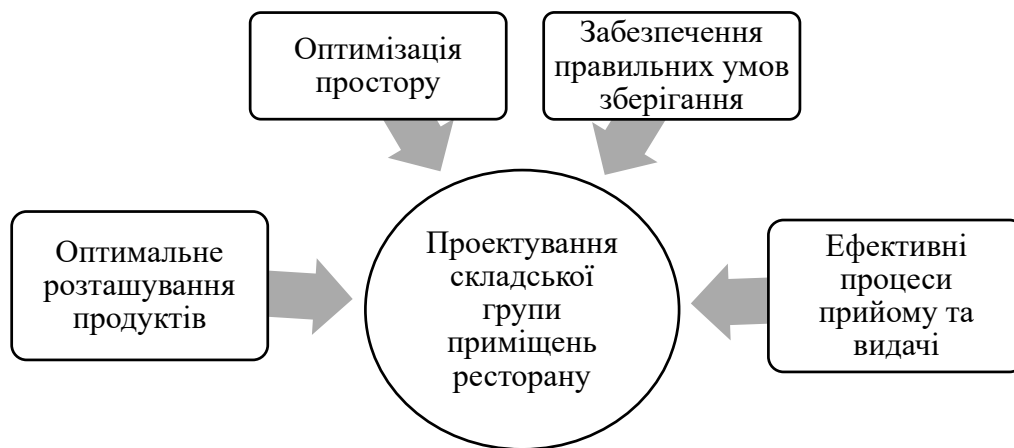 Оптимізація
простору
Забезпечення
правильних умов
зберігання
Оптимальне
розташування
продуктів
Проектування
складської
групи
приміщень
ресторану
Ефективні
процеси
прийому та
видачі